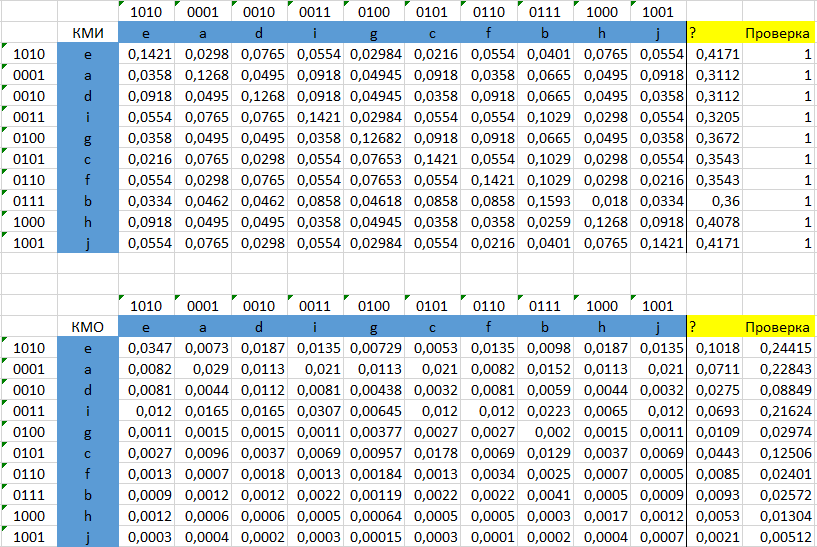 1010 0001 0010 0011 0100 0101 0110 0111 1000 1001
КМИ e a d i g c f b h j ? Проверка
1010 e 0,1421 0,0298 0,0765 0,0554 0,02984 0,0216 0,0554 0,0401 0,0765 0,0554 0,4171 1
0001 a 0,0358 0,1268 0,0495 0,0918 0,04945 0,0918 0,0358 0,0665 0,0495 0,0918 0,3112 1
0010 d 0,0918 0,0495 0,1268 0,0918 0,04945 0,0358 0,0918 0,0665 0,0495 0,0358 0,3112 1
0011 i 0,0554 0,0765 0,0765 0,1421 0,02984 0,0554 0,0554 0,1029 0,0298 0,0554 0,3205 1
0100 g 0,0358 0,0495 0,0495 0,0358 0,12682 0,0918 0,0918 0,0665 0,0495 0,0358 0,3672 1
0101 c 0,0216 0,0765 0,0298 0,0554 0,07653 0,1421 0,0554 0,1029 0,0298 0,0554 0,3543 1
0110 f 0,0554 0,0298 0,0765 0,0554 0,07653 0,0554 0,1421 0,1029 0,0298 0,0216 0,3543 1
0111 b 0,0334 0,0462 0,0462 0,0858 0,04618 0,0858 0,0858 0,1593 0,018 0,0334 0,36 1
1000 h 0,0918 0,0495 0,0495 0,0358 0,04945 0,0358 0,0358 0,0259 0,1268 0,0918 0,4078 1
1001 j 0,0554 0,0765 0,0298 0,0554 0,02984 0,0554 0,0216 0,0401 0,0765 0,1421 0,4171 1
1010 0001 0010 0011 0100 0101 0110 0111 1000 1001
КМО e a d i g c f b h j ? Проверка
1010 e 0,0347 0,0073 0,0187 0,0135 0,00729 0,0053 0,0135 0,0098 0,0187 0,0135 0,1018 0,24415
0001 a 0,0082 0,029 0,0113 0,021 0,0113 0,021 0,0082 0,0152 0,0113 0,021 0,0711 0,22843
0010 d 0,0081 0,0044 0,0112 0,0081 0,00438 0,0032 0,0081 0,0059 0,0044 0,0032 0,0275 0,08849
0011 i 0,012 0,0165 0,0165 0,0307 0,00645 0,012 0,012 0,0223 0,0065 0,012 0,0693 0,21624
0100 g 0,0011 0,0015 0,0015 0,0011 0,00377 0,0027 0,0027 0,002 0,0015 0,0011 0,0109 0,02974
0101 c 0,0027 0,0096 0,0037 0,0069 0,00957 0,0178 0,0069 0,0129 0,0037 0,0069 0,0443 0,12506
0110 f 0,0013 0,0007 0,0018 0,0013 0,00184 0,0013 0,0034 0,0025 0,0007 0,0005 0,0085 0,02401
0111 b 0,0009 0,0012 0,0012 0,0022 0,00119 0,0022 0,0022 0,0041 0,0005 0,0009 0,0093 0,02572
1000 h 0,0012 0,0006 0,0006 0,0005 0,00064 0,0005 0,0005 0,0003 0,0017 0,0012 0,0053 0,01304
1001 j 0,0003 0,0004 0,0002 0,0003 0,00015 0,0003 0,0001 0,0002 0,0004 0,0007 0,0021 0,00512